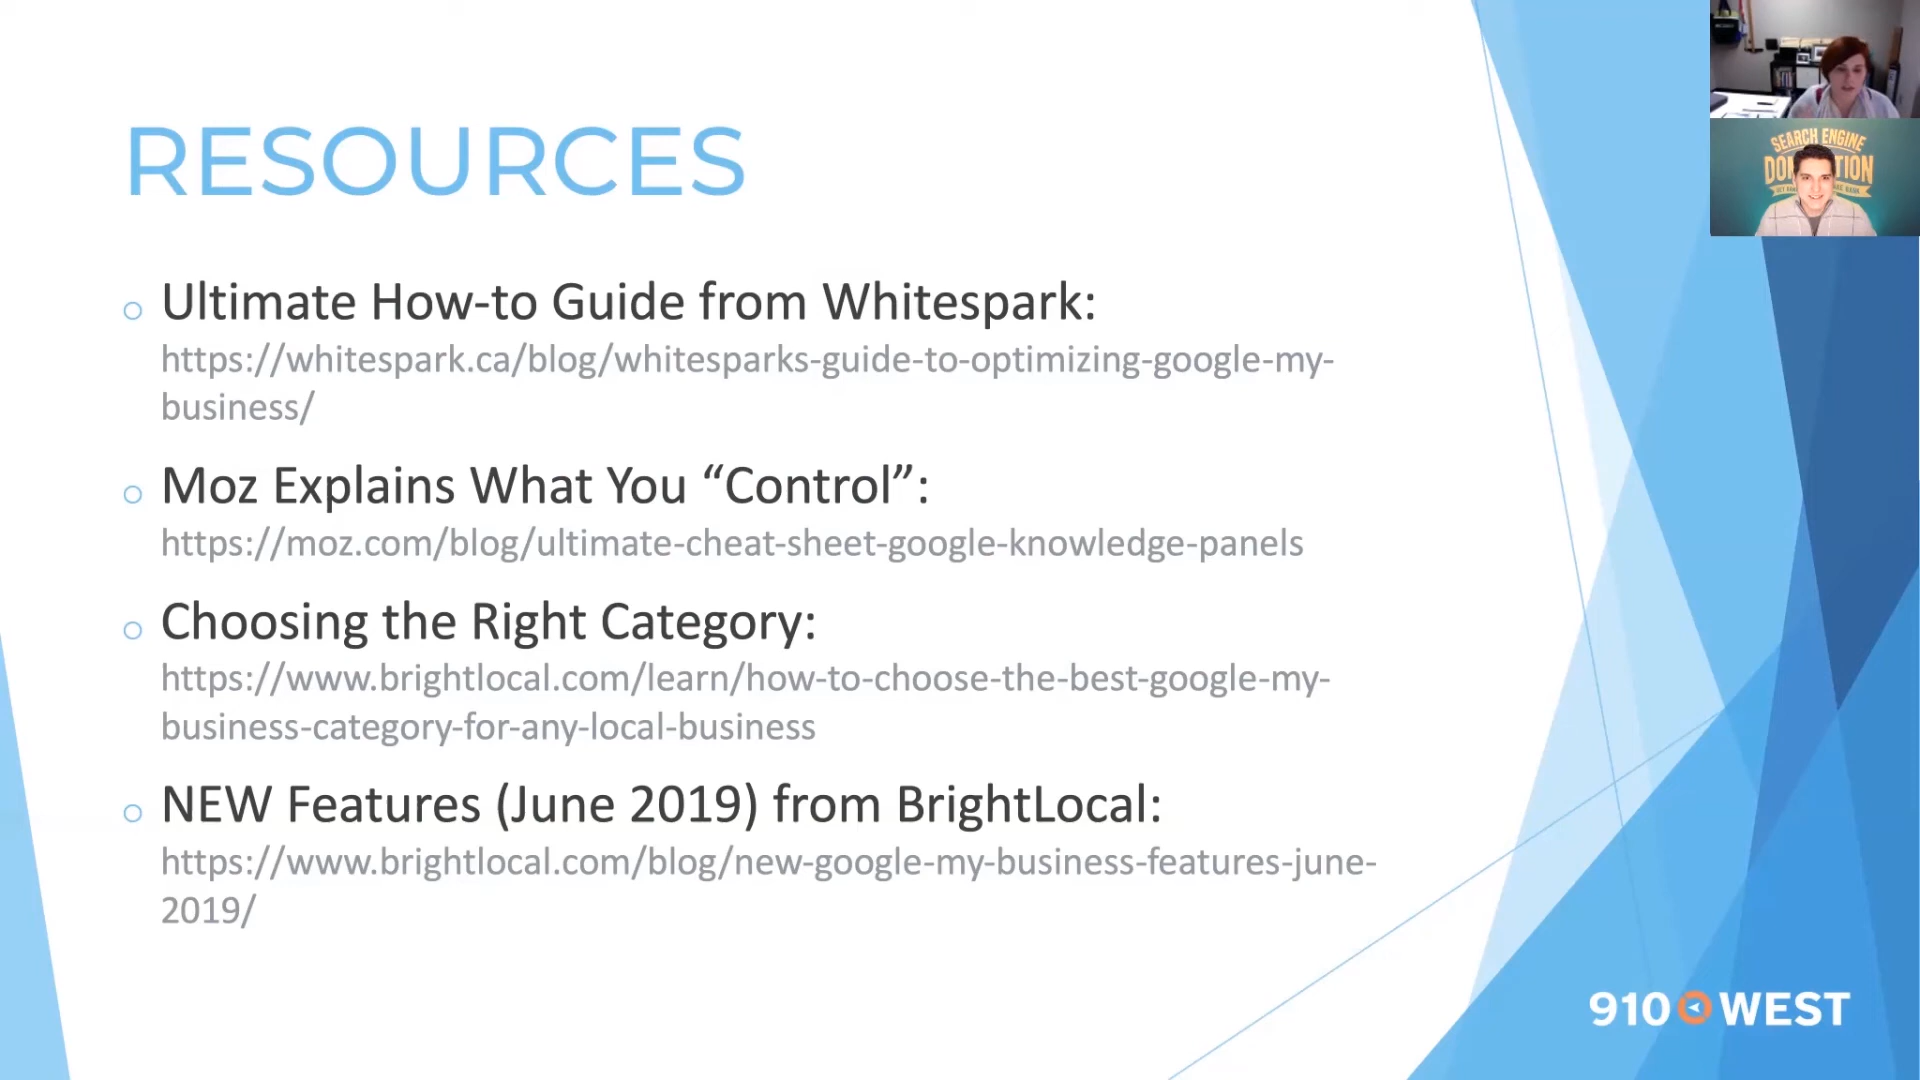 RESOURCES
Ultimate How-to Guide from Whitespark:
https://whitespark.ca/blog/whitesparks-guide-to-optimizing-google-my-
business/
Moz Explains What You “Control”:
https://moz.com/blog/ultimate-cheat-sheet-google-knowledge-panels
Choosing the Right Category:
https://www.brightlocal.com/learn/how-to-choose-the-best-google-my-
business-category-for-any-local-business
NEW Features (June 2019) from BrightLocal:
https://www.brightlocal.com/blog/new-google-my-business-features-june-
2019/
SEARCH ENGINE
910 WEST